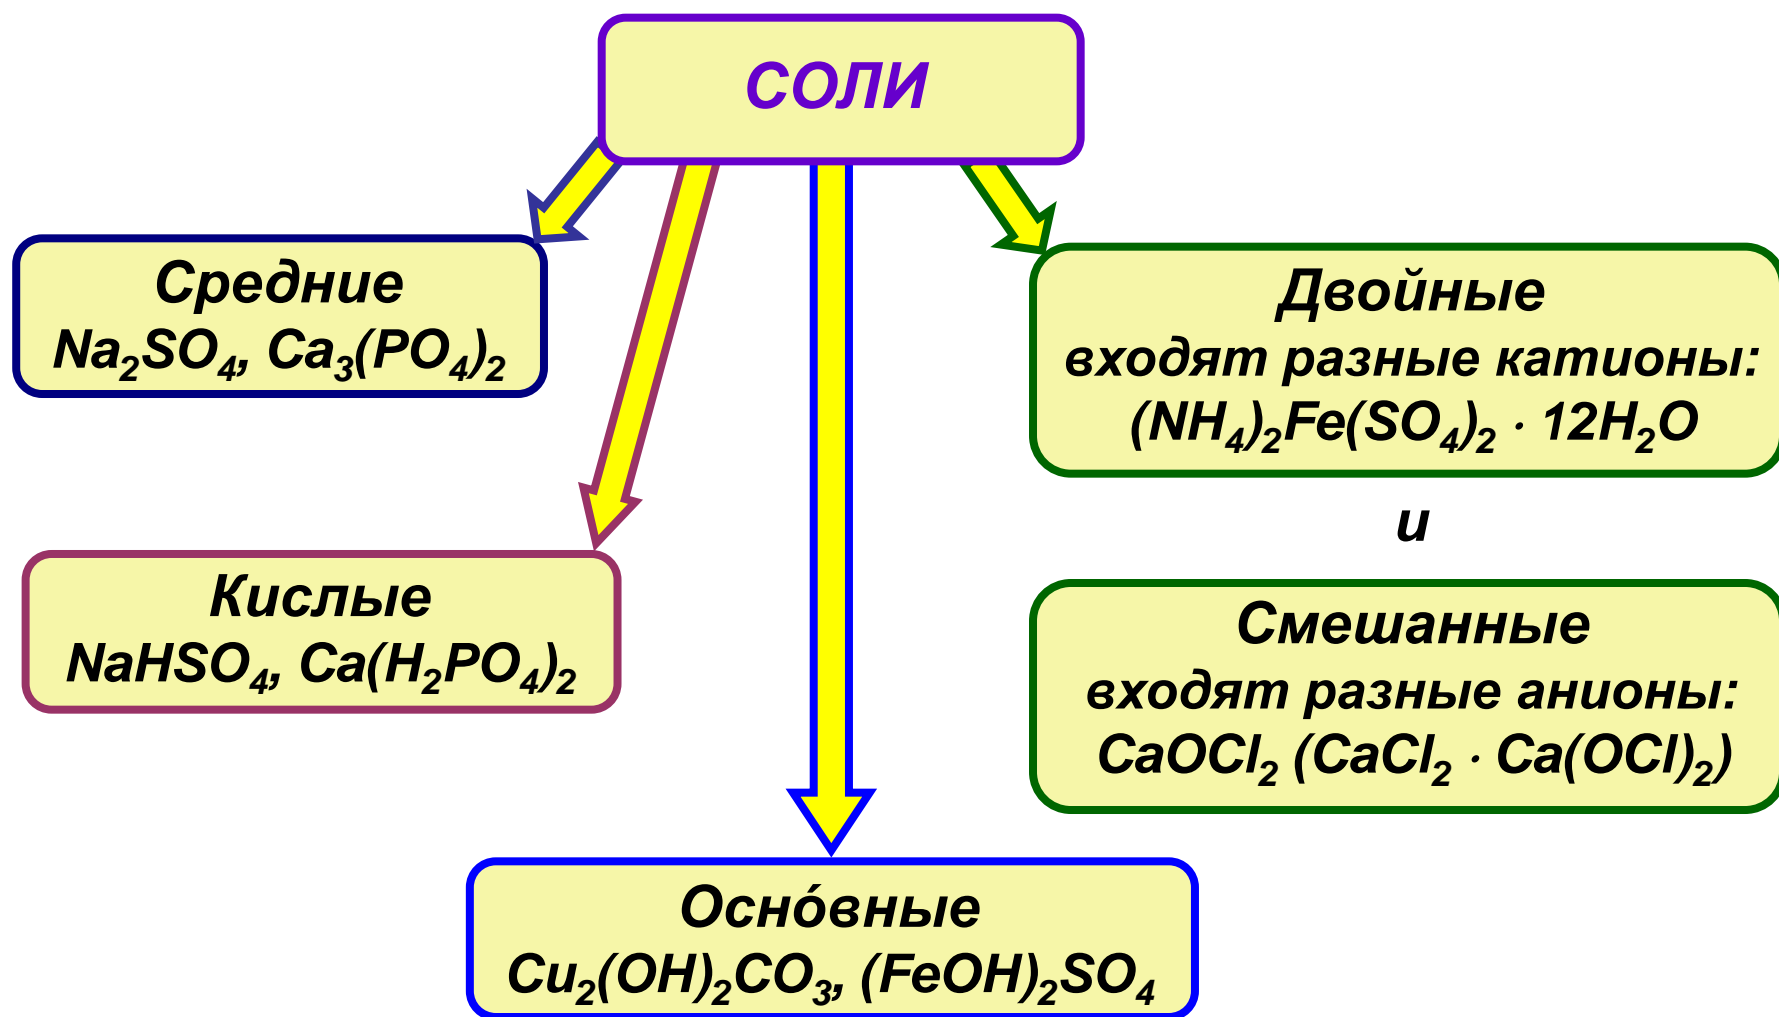 СОЛИ
Средние
Na₂SO₄, Ca₃(PO₄)₂
Двойные
входят разные катионы:
(NH₄)₂Fe(SO₄)₂ · 12H₂O
и
Кислые
NaHSO₄, Ca(H₂PO₄)₂
Смешанные
входят разные анионы:
CaOCl₂ (CaCl₂ · Ca(OCl)₂)
Оснóвные
Cu₂(OH)₂CO₃, (FeOH)₂SO₄